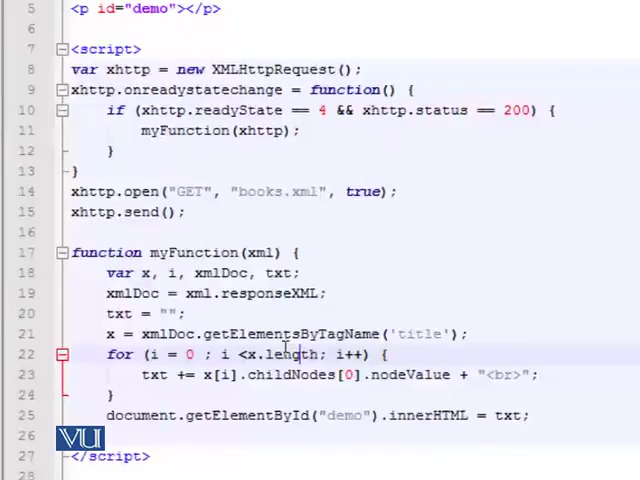 5 <p id="demo"></p>
6
7 <script>
8 var xhttp = new XMLHttpRequest();
9 xhttp.onreadystatechange = function() {
10 if (xhttp.readyState == 4 && xhttp.status == 200) {
11 myFunction(xhttp);
12 }
13 }
14 xhttp.open("GET", "books.xml", true);
15 xhttp.send();
16
17 function myFunction(xml) {
18 var x, i, xmlDoc, txt;
19 xmlDoc = xml.responseXML;
20 txt = "";
21 x = xmlDoc.getElementsByTagName('title');
22 for (i = 0 ; i <x.length; i++) {
23 txt += x[i].childNodes[0].nodeValue + "<br>";
24 }
25 document.getElementById("demo").innerHTML = txt;
26
VU
27 </script>
28